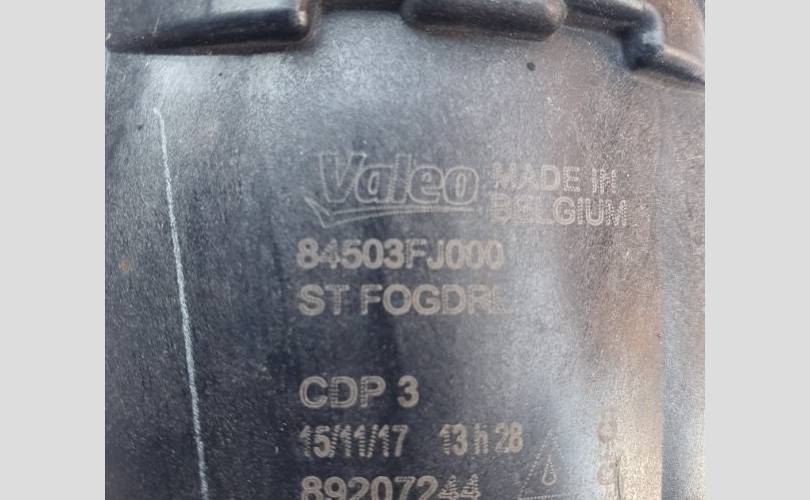 Valeo MADE IN
BELGIUM
84503FJ000
ST FOGDRL
CDP 3
15/11/17 13 h 28
89207244